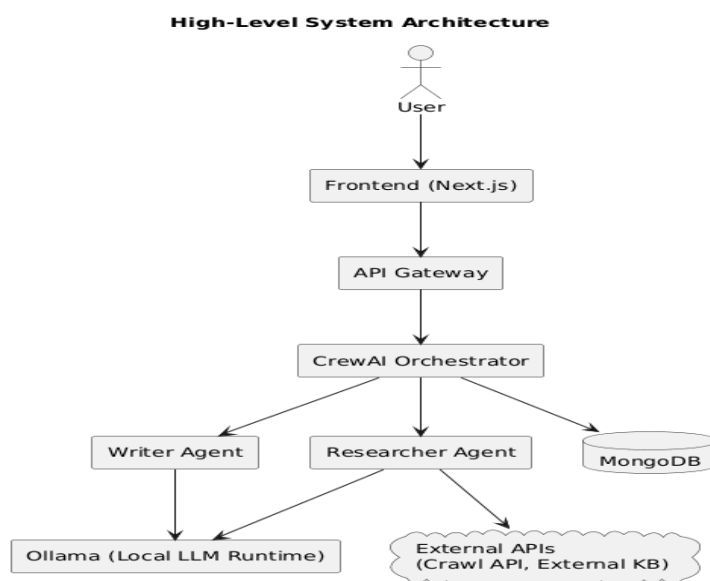 High-Level System Architecture
User
Frontend (Next.js)
API Gateway
CrewAI Orchestrator
Writer Agent
Researcher Agent
MongoDB
Ollama (Local LLM Runtime)
External APIs
(Crawl API, External KB)